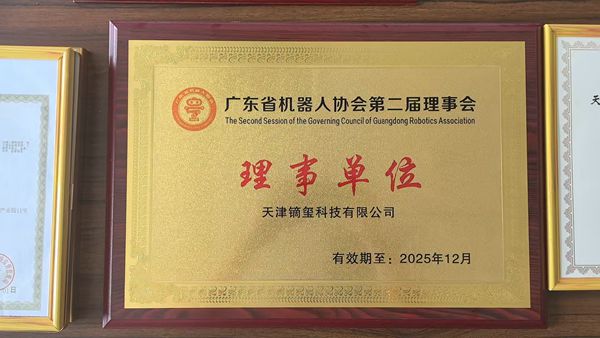 广东省机器人协会第二届理事会
The Second Session of the Governing Council of Guangdong Robotics Association
理事单位
天津镝玺科技有限公司
有效期至：2025年12月
天